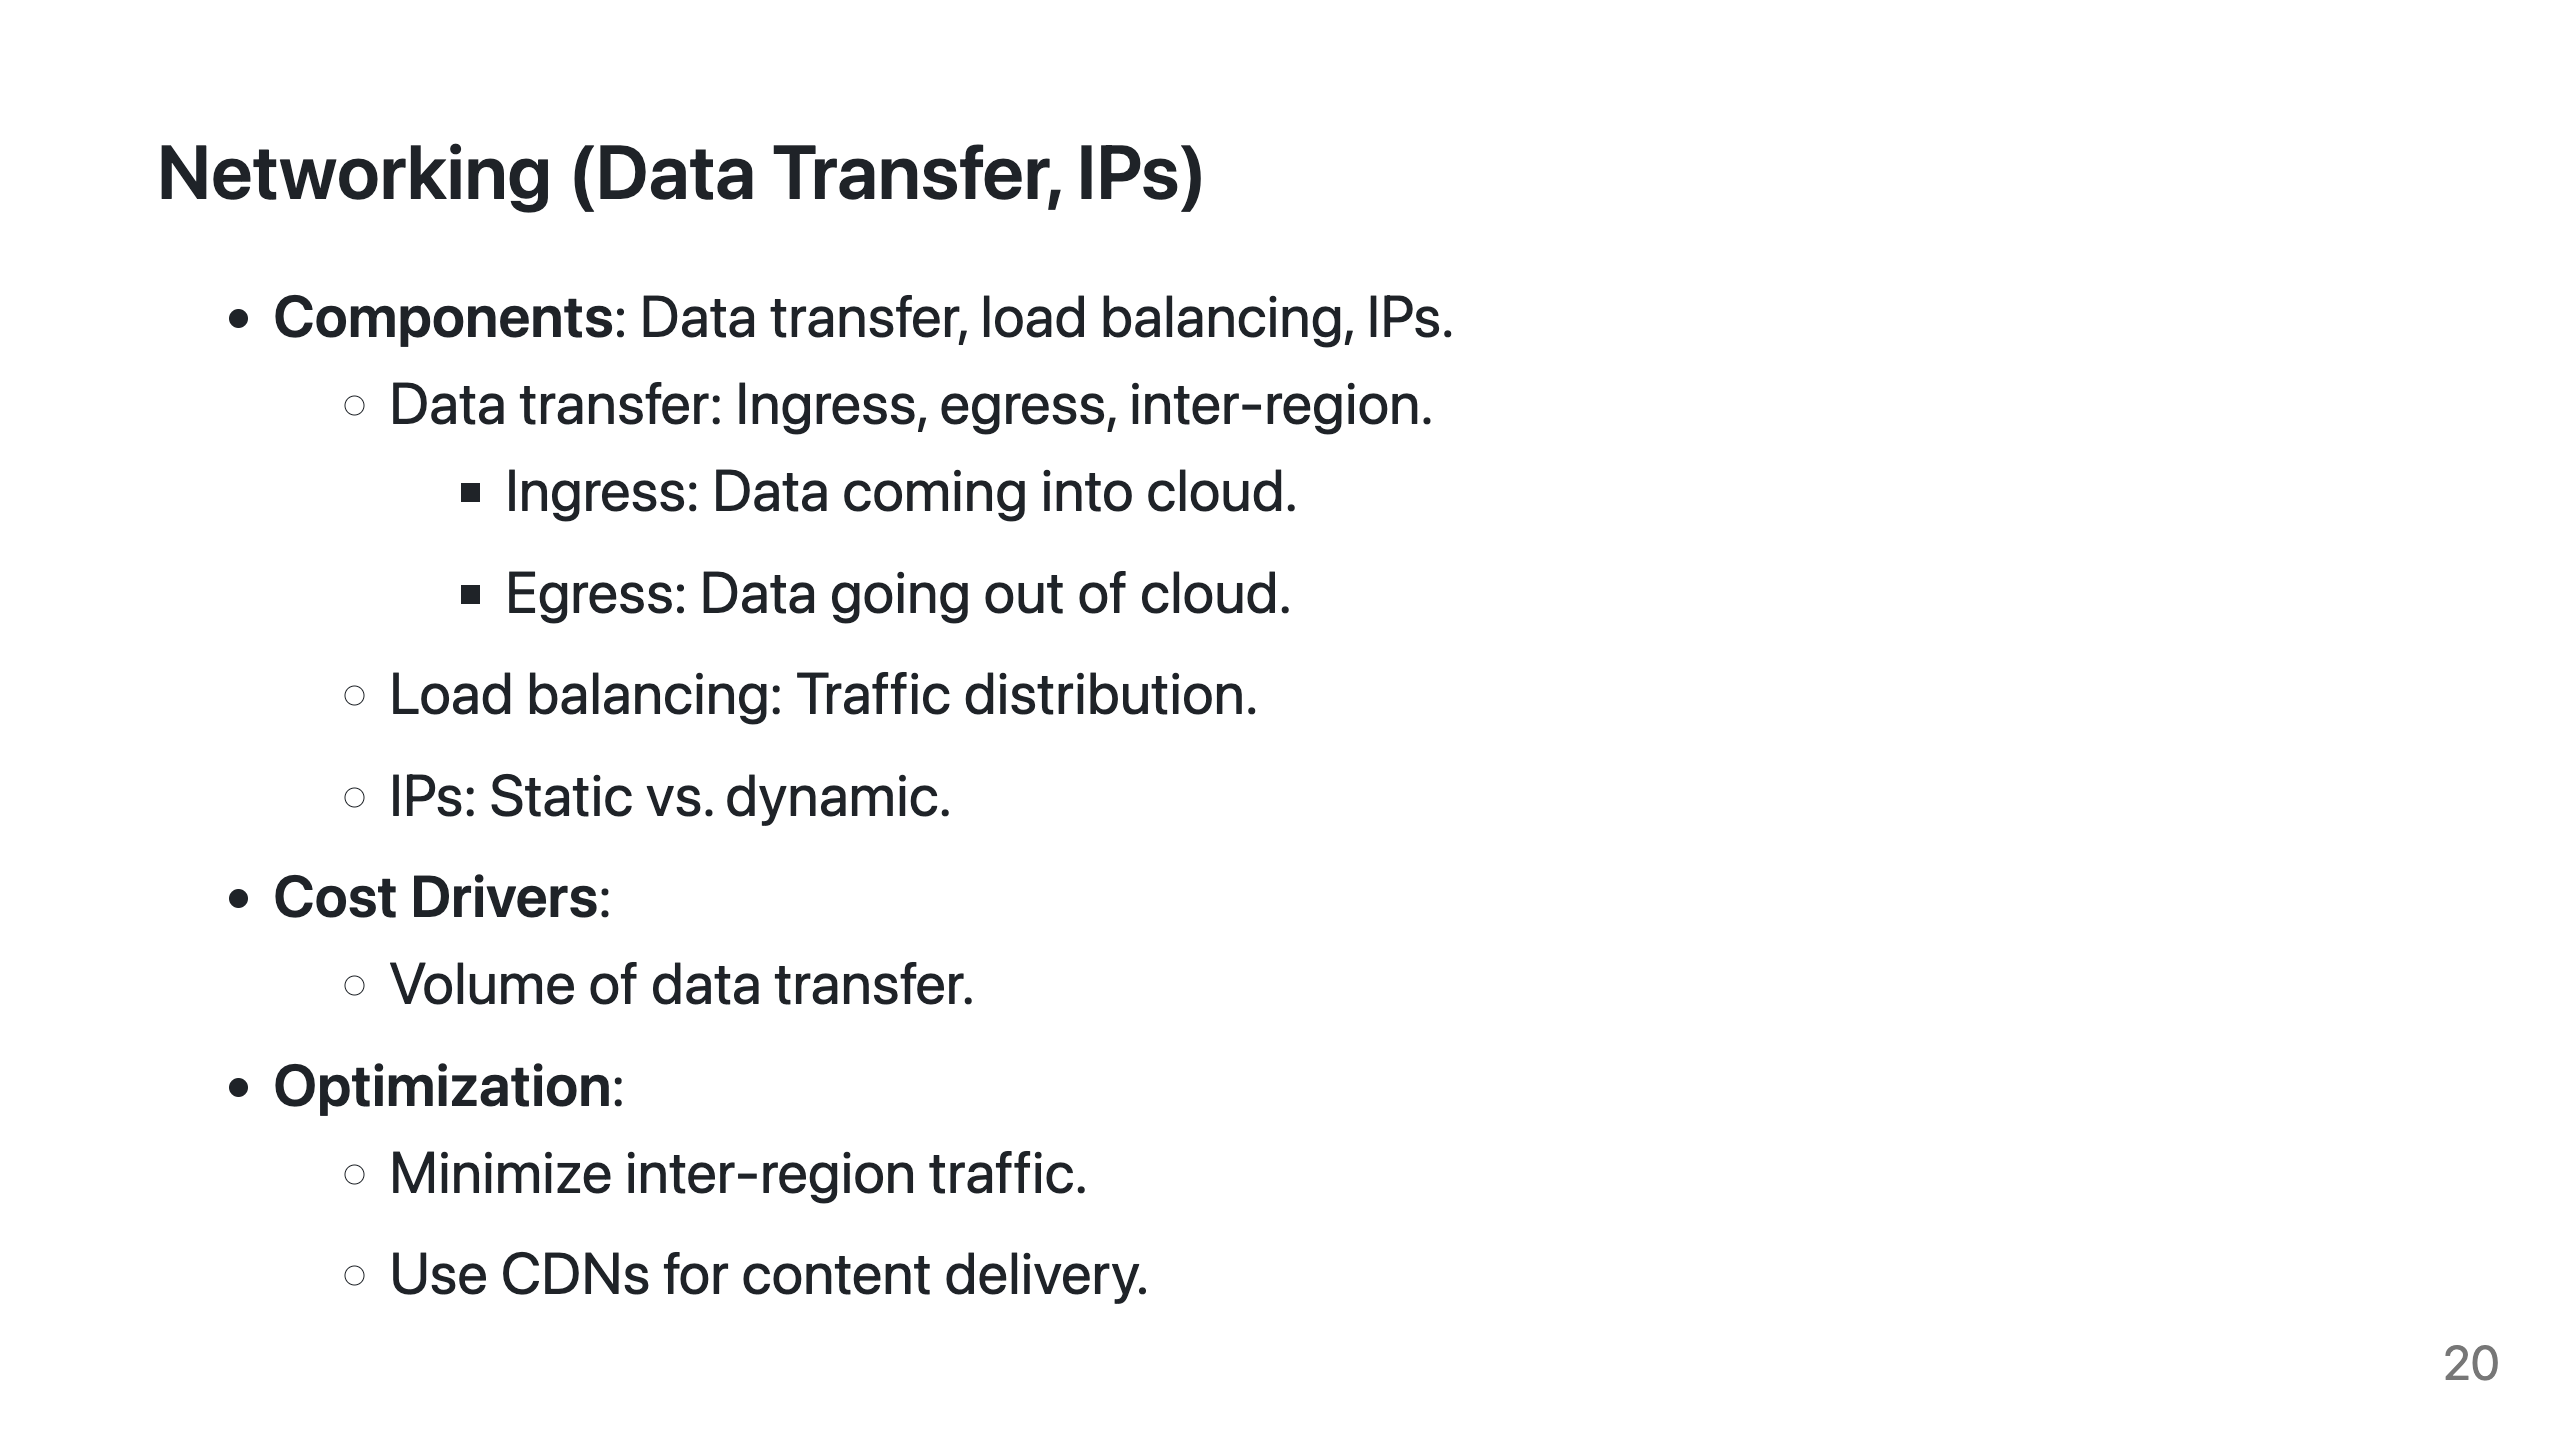 Networking (Data Transfer, IPs)
• Components: Data transfer, load balancing, IPs.
○ Data transfer: Ingress, egress, inter-region.
▪ Ingress: Data coming into cloud.
▪ Egress: Data going out of cloud.
○ Load balancing: Traffic distribution.
○ IPs: Static vs. dynamic.
• Cost Drivers:
○ Volume of data transfer.
• Optimization:
○ Minimize inter-region traffic.
○ Use CDNs for content delivery.
20